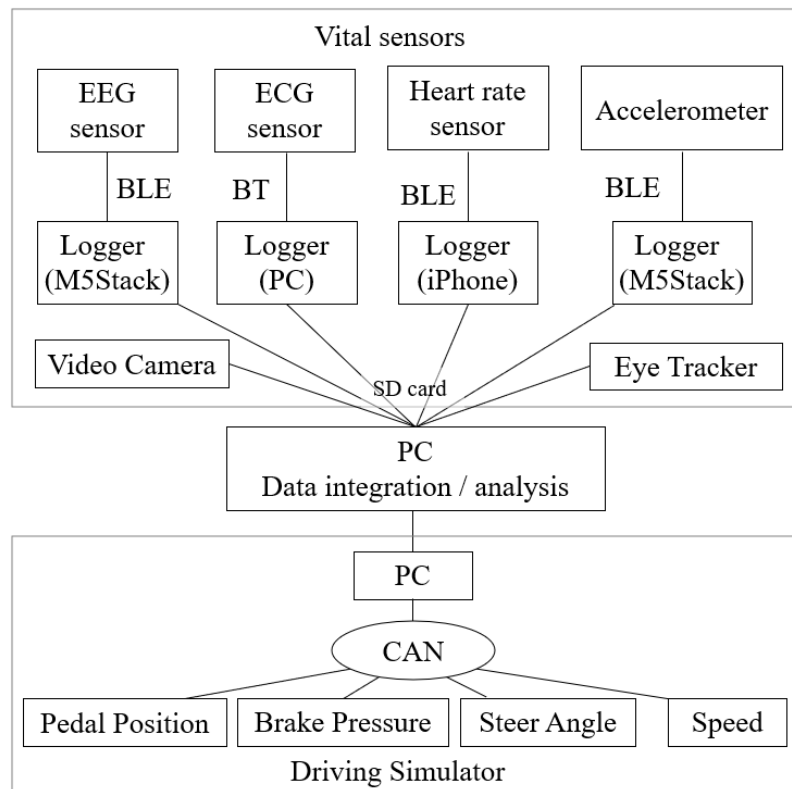 Vital sensors
EEG
sensor
ECG
sensor
Heart rate
sensor
Accelerometer
BLE
BT
BLE
BLE
Logger
(M5Stack)
Logger
(PC)
Logger
(iPhone)
Logger
(M5Stack)
Video Camera
SD card
Eye Tracker
PC
Data integration / analysis
PC
CAN
Pedal Position
Brake Pressure
Steer Angle
Speed
Driving Simulator